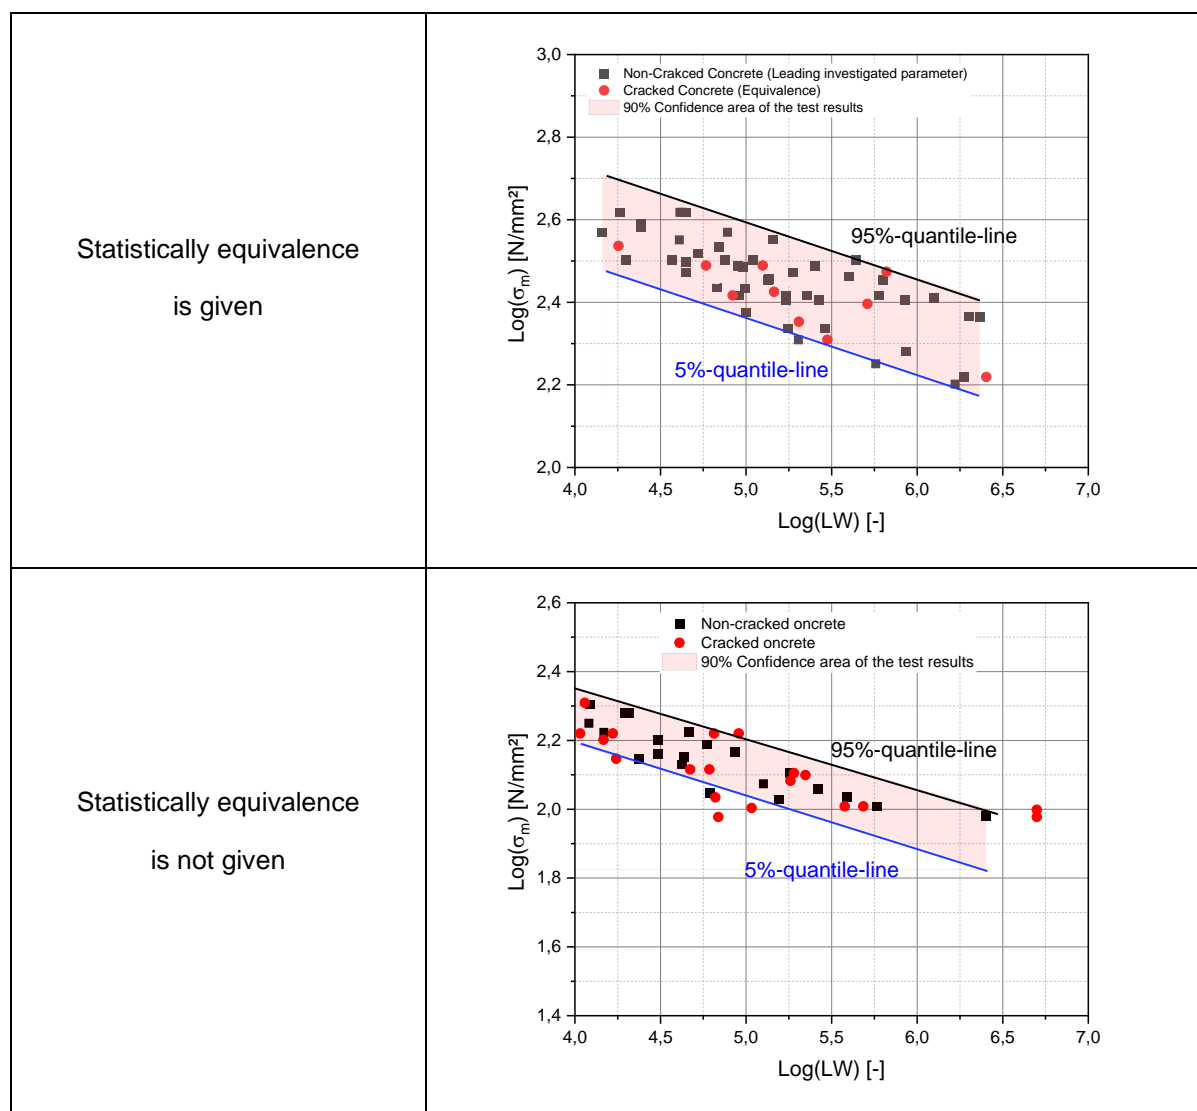 Statistically equivalence
is given
3,0
2,8
2,6
2,4
2,2
2,0
Log(σm) [N/mm²]
Non-Crakced Concrete (Leading investigated parameter)
Cracked Concrete (Equivalence)
90% Confidence area of the test results
95%-quantile-line
5%-quantile-line
4,0 4,5 5,0 5,5 6,0 6,5 7,0
Log(LW) [-]
Statistically equivalence
is not given
2,6
2,4
2,2
2,0
1,8
1,6
1,4
Log(σm) [N/mm²]
Non-cracked oncrete
Cracked oncrete
90% Confidence area of the test results
95%-quantile-line
5%-quantile-line
4,0 4,5 5,0 5,5 6,0 6,5 7,0
Log(LW) [-]